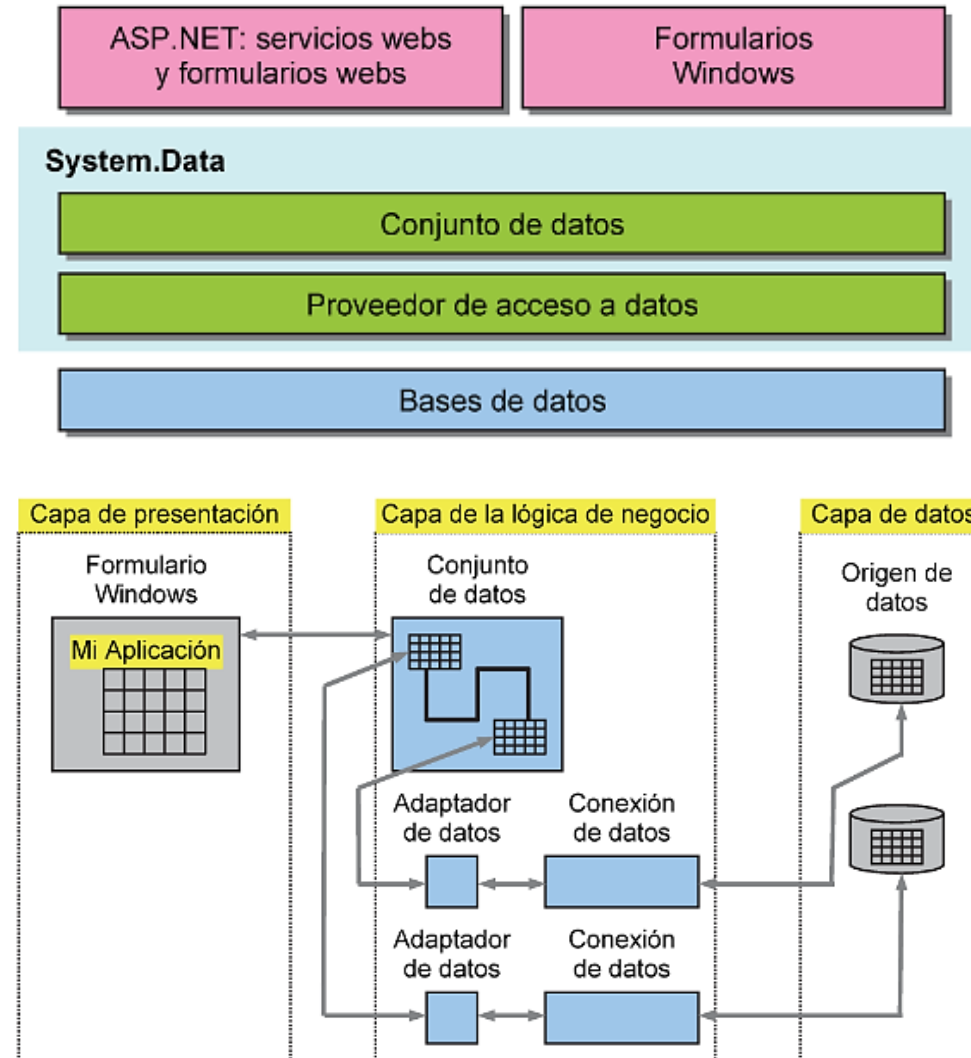 ASP.NET: servicios webs
y formularios webs
Formularios
Windows
System.Data
Conjunto de datos
Proveedor de acceso a datos
Bases de datos
Capa de presentación
Capa de la lógica de negocio
Capa de datos
Formulario
Windows
Mi Aplicación
Conjunto
de datos
Origen de
datos
Adaptador
de datos
Conexión
de datos
Adaptador
de datos
Conexión
de datos